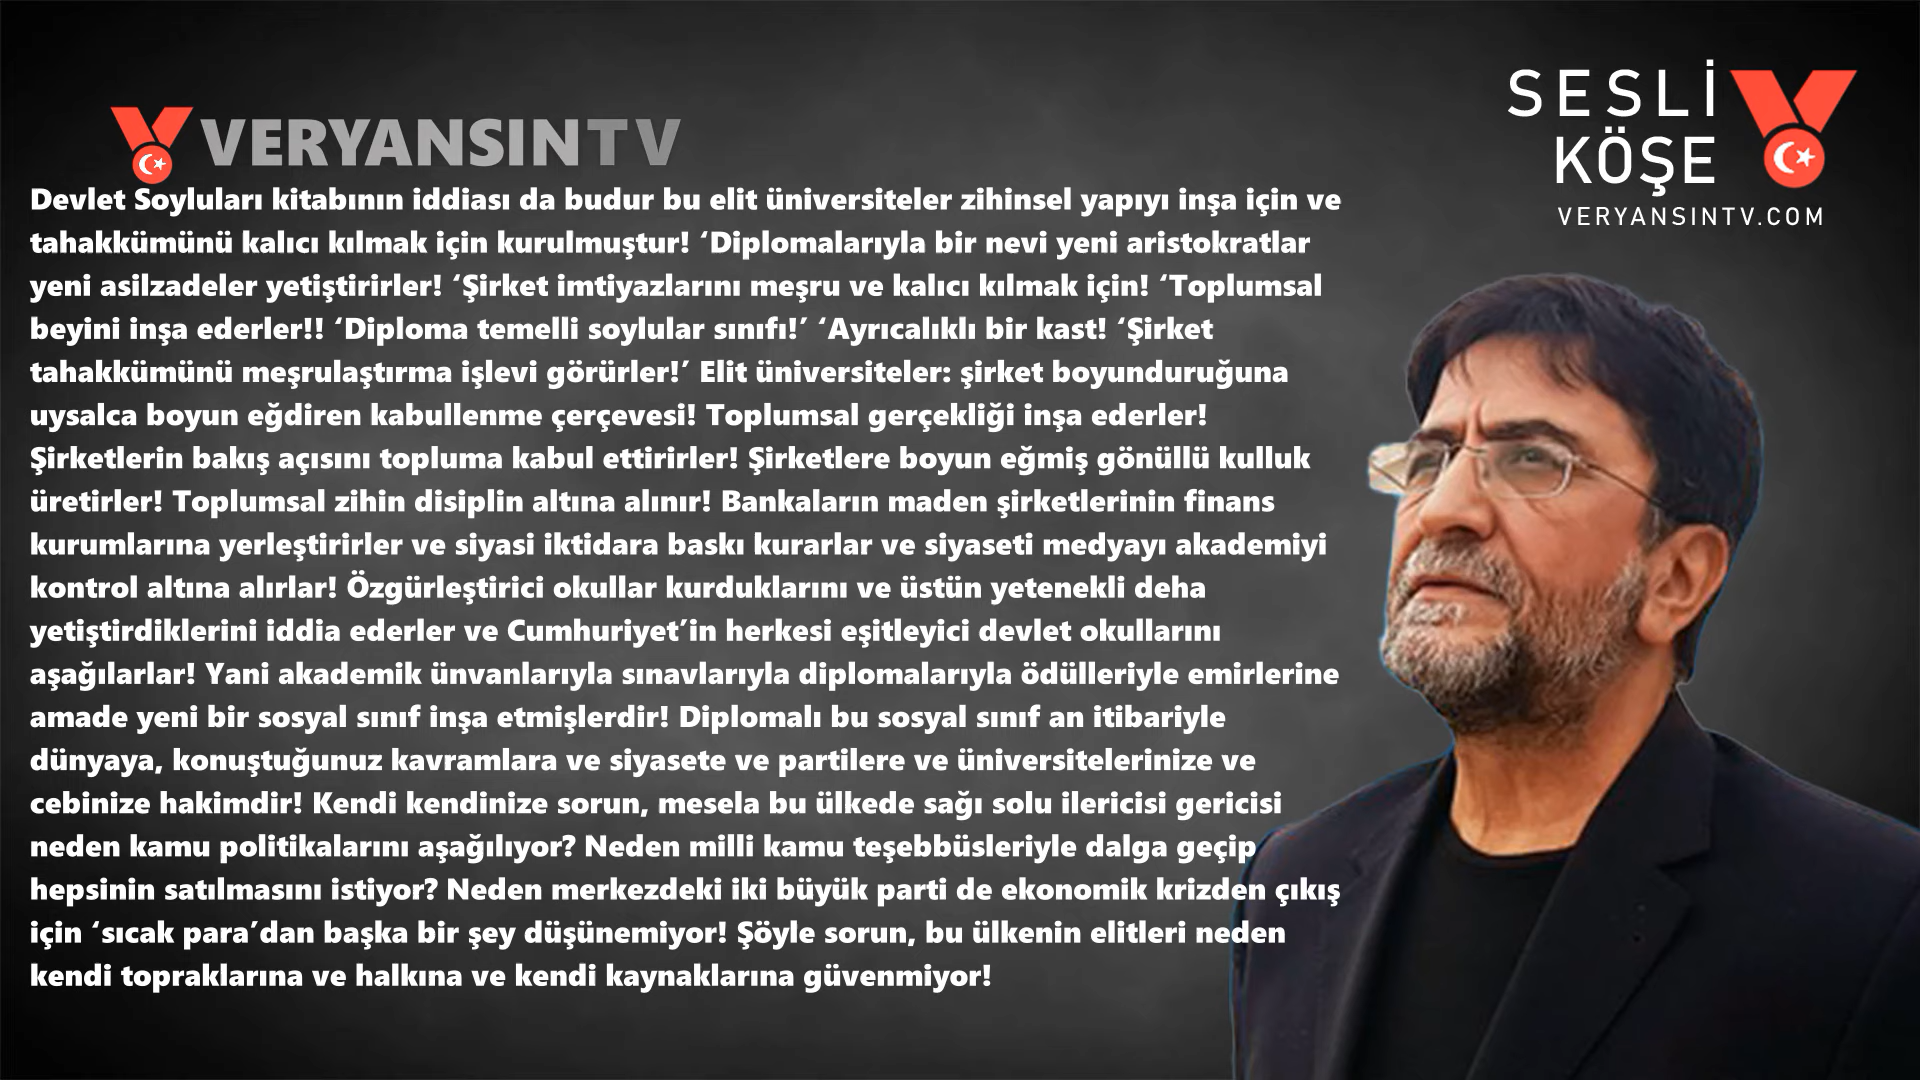 VERYANSINTV
SESLİ
KÖŞE
VERYANSINTV.COM
Devlet Soyluları kitabının iddiası da budur bu elit üniversiteler zihinsel yapıyı inşa için ve
tahakkümünü kalıcı kılmak için kurulmuştur! ‘Diplomalarıyla bir nevi yeni aristokratlar
yeni asilzadeler yetiştirirler! ‘Şirket imtiyazlarını meşru ve kalıcı kılmak için! ‘Toplumsal
beyini inşa ederler!! ‘Diploma temelli soylular sınıfı!’ ‘Ayrıcalıklı bir kast! ‘Şirket
tahakkümünü meşrulaştırma işlevi görürler!’ Elit üniversiteler: şirket boyunduruğuna
uysalca boyun eğdiren kabullenme çerçevesi! Toplumsal gerçekliği inşa ederler!
Şirketlerin bakış açısını topluma kabul ettirirler! Şirketlere boyun eğmiş gönüllü kulluk
üretirler! Toplumsal zihin disiplin altına alınır! Bankaların maden şirketlerinin finans
kurumlarına yerleştirirler ve siyasi iktidara baskı kurarlar ve siyaseti medyayı akademiyi
kontrol altına alırlar! Özgürleştirici okullar kurduklarını ve üstün yetenekli deha
yetiştirdiklerini iddia ederler ve Cumhuriyet’in herkesi eşitleyici devlet okullarını
aşağılarlar! Yani akademik ünvanlarıyla sınavlarıyla diplomalarıyla ödülleriyle emirlerine
amade yeni bir sosyal sınıf inşa etmişlerdir! Diplomalı bu sosyal sınıf an itibariyle
dünyaya, konuştuğunuz kavramlara ve siyasete ve partilere ve üniversitelerinize ve
cebinize hakimdir! Kendi kendinize sorun, mesela bu ülkede sağı solu ilericisi gericisi
neden kamu politikalarını aşağılıyor? Neden milli kamu teşebbüsleriyle dalga geçip
hepsinin satılmasını istiyor? Neden merkezdeki iki büyük parti de ekonomik krizden çıkış
için ‘sıcak para’dan başka bir şey düşünemiyor! Şöyle sorun, bu ülkenin elitleri neden
kendi topraklarına ve halkına ve kendi kaynaklarına güvenmiyor!